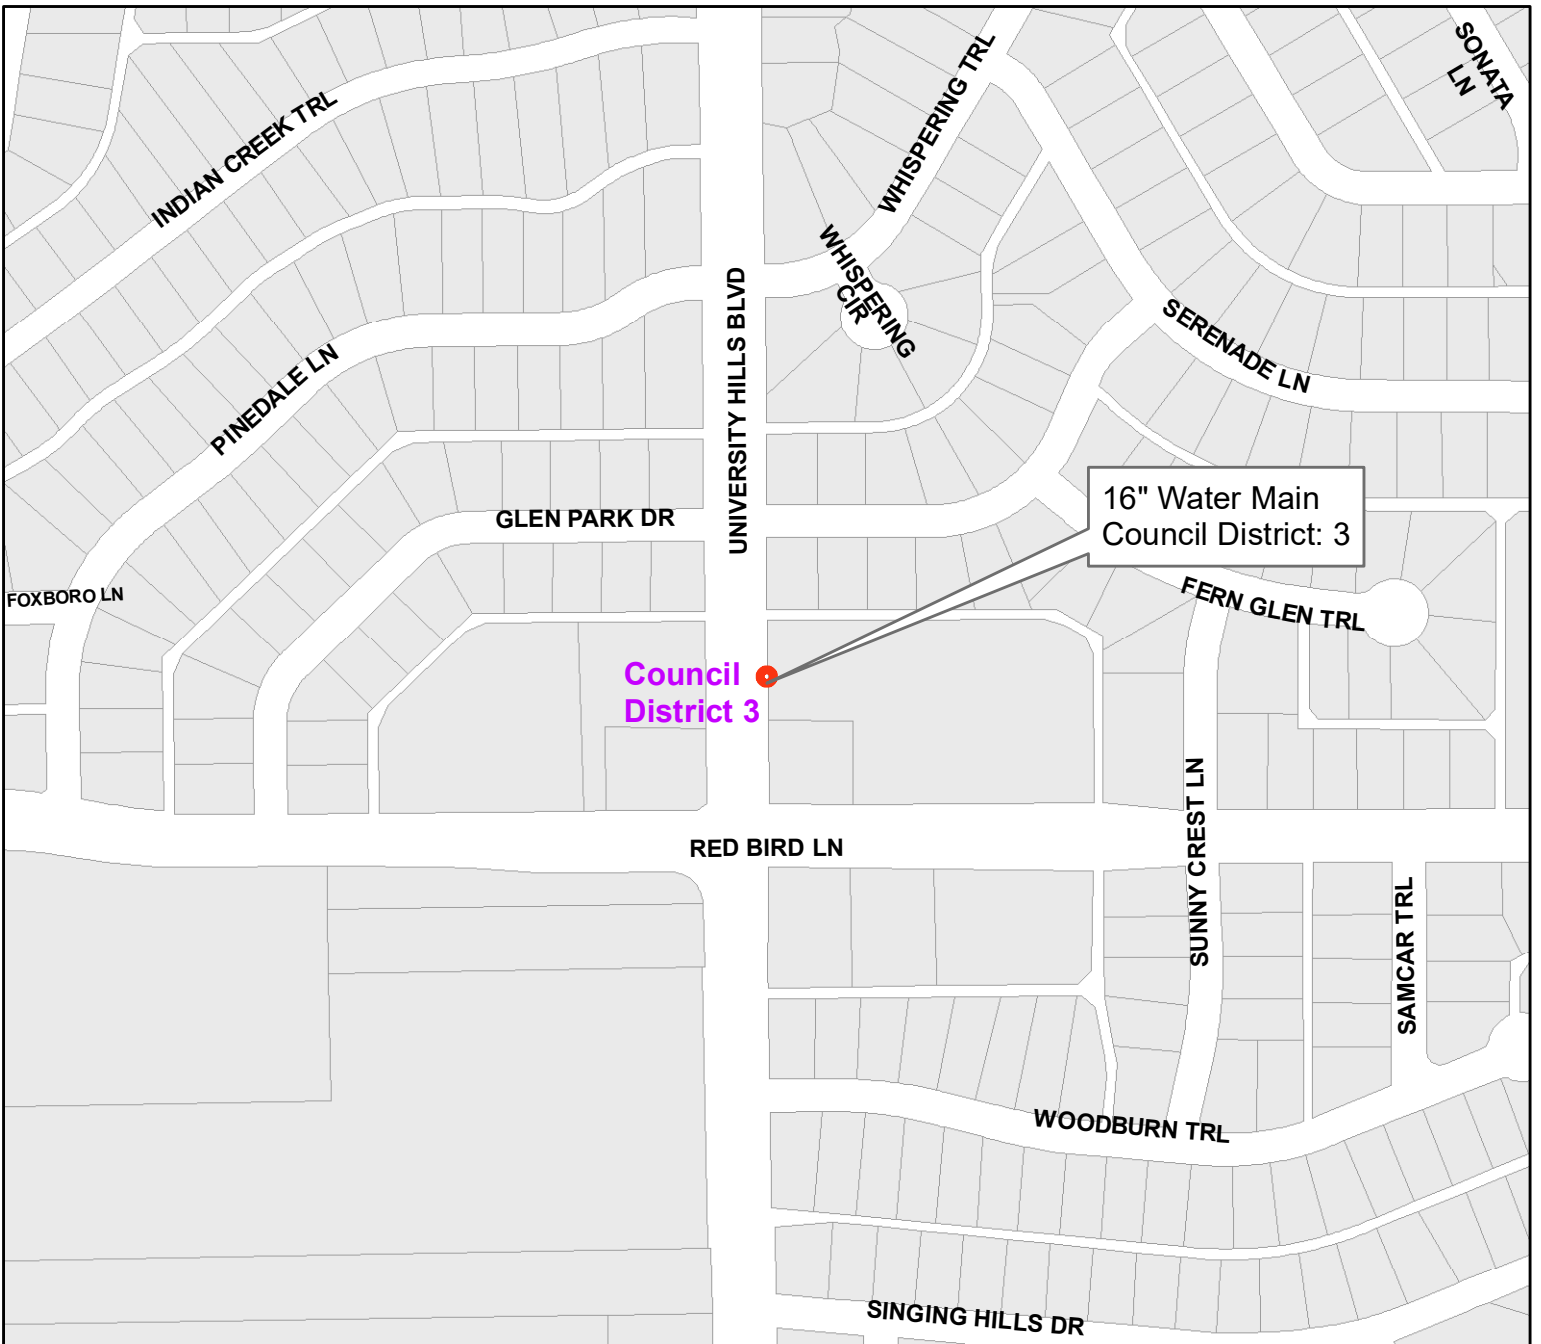 SONATA
LN
WHISPERING TRL
INDIAN CREEK TRL
WHISPERING
CIR
UNIVERSITY HILLS BLVD
SERENADE LN
PINEDALE LN
16" Water Main
Council District: 3
GLEN PARK DR
FOXBORO LN
FERN GLEN TRL
Council
District 3
SUNNY CREST LN
RED BIRD LN
SAMCAR TRL
WOODBURN TRL
SINGING HILLS DR